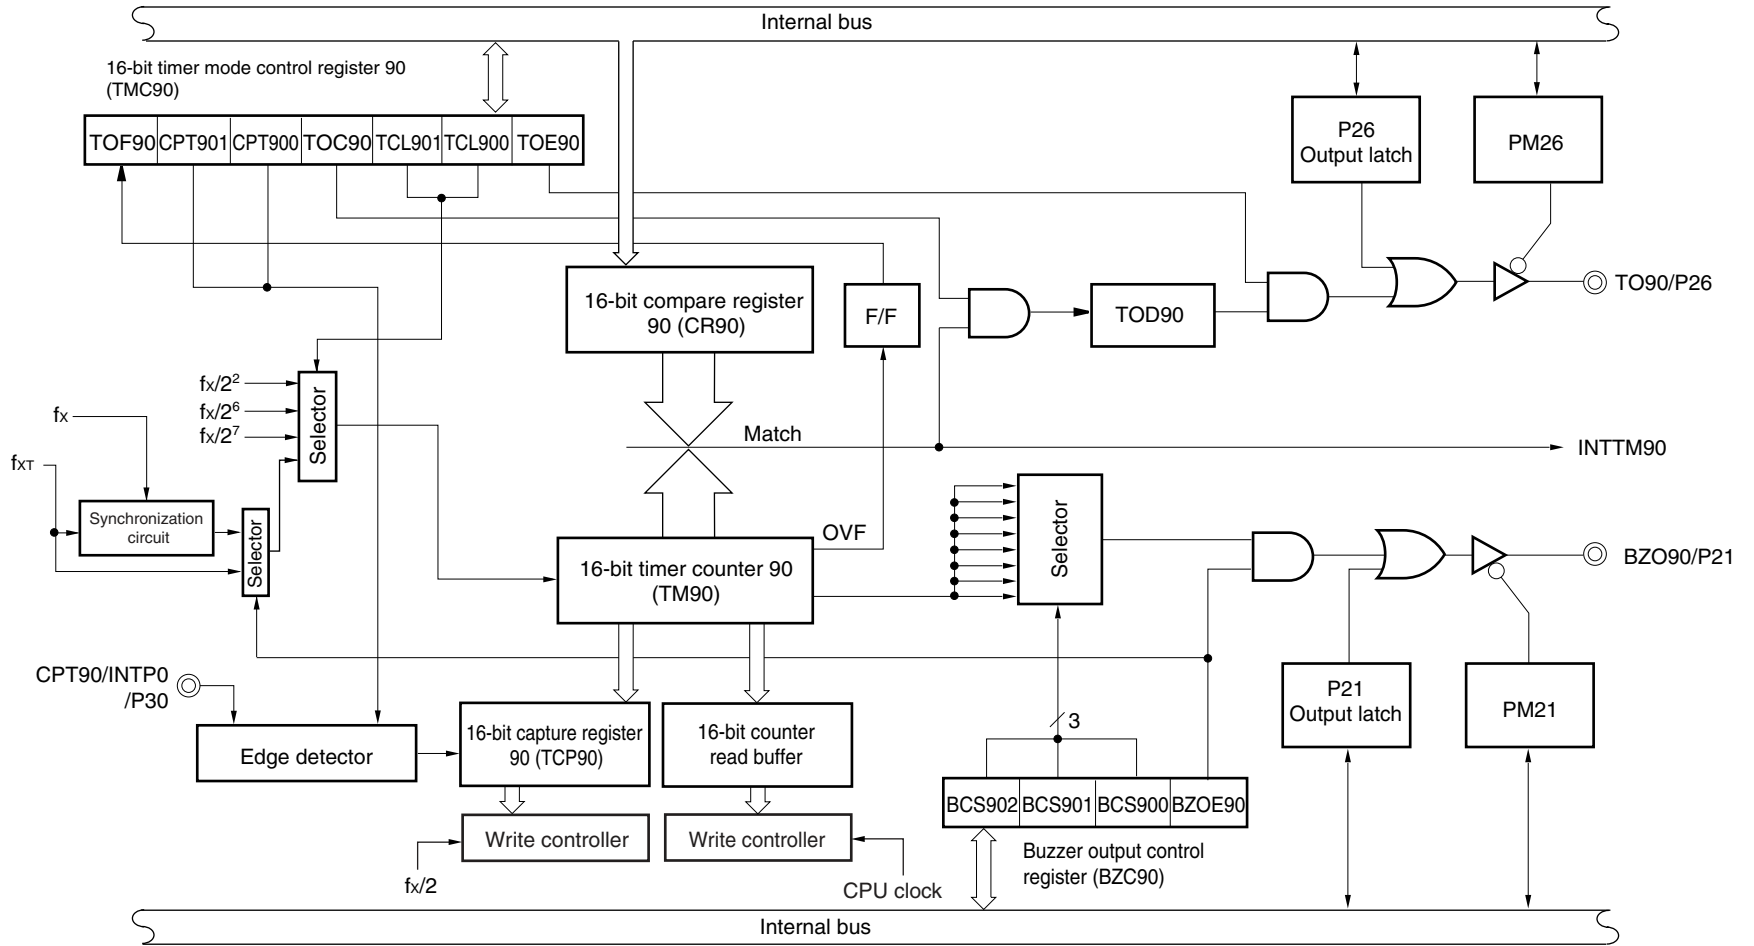 Internal bus
16-bit timer mode control register 90
(TMC90)
TOF90 CPT901 CPT900 TOC90 TCL901 TCL900 TOE90
P26
Output latch
PM26
16-bit compare register
90 (CR90)
F/F
TOD90
TO90/P26
fX/2²
fX/2⁶
fX/2⁷
Selector
fX
fXT
Match
INTTM90
Synchronization
circuit
Selector
OVF
16-bit timer counter 90
(TM90)
Selector
BZO90/P21
CPT90/INTP0
/P30
Edge detector
16-bit capture register
90 (TCP90)
16-bit counter
read buffer
3
P21
Output latch
PM21
BCS902 BCS901 BCS900 BZOE90
Write controller
Write controller
fX/2
CPU clock
Buzzer output control
register (BZC90)
Internal bus